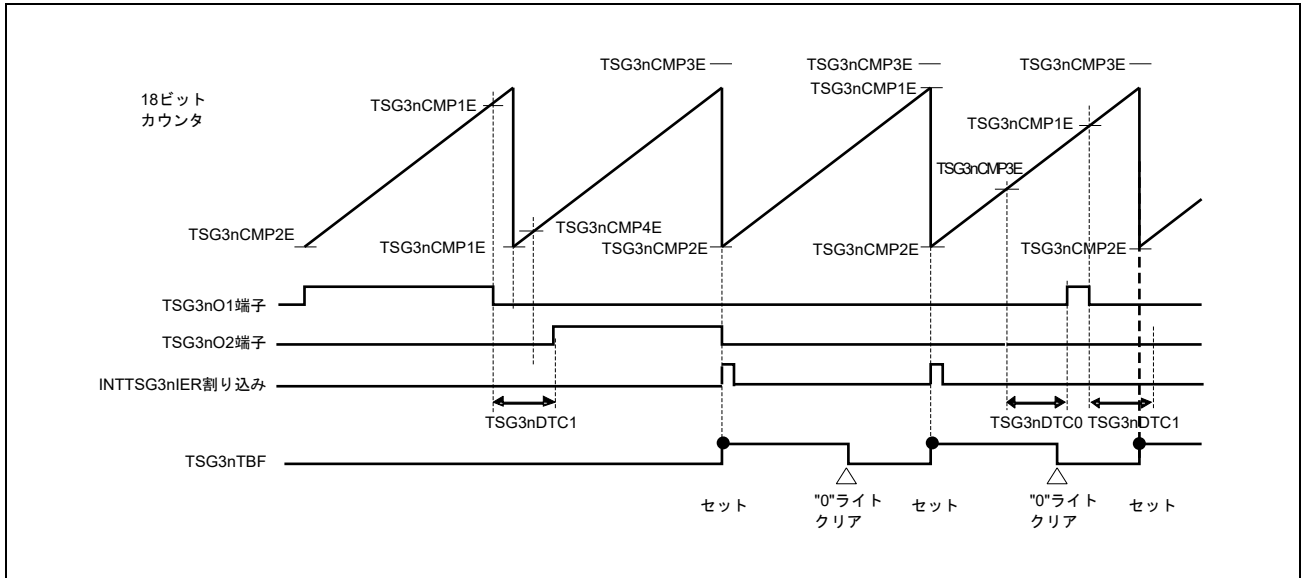 TSG3nCMP3E
TSG3nCMP3E
TSG3nCMP3E
18ビット
カウンタ
TSG3nCMP1E
TSG3nCMP1E
TSG3nCMP1E
TSG3nCMP3E
TSG3nCMP2E
TSG3nCMP1E
TSG3nCMP4E
TSG3nCMP2E
TSG3nCMP2E
TSG3nCMP2E
TSG3nO1端子
TSG3nO2端子
INTTSG3nIER割り込み
TSG3nDTC1
TSG3nDTC0
TSG3nDTC1
TSG3nTBF
セット
"0"ライト
クリア
セット
"0"ライト
クリア
セット